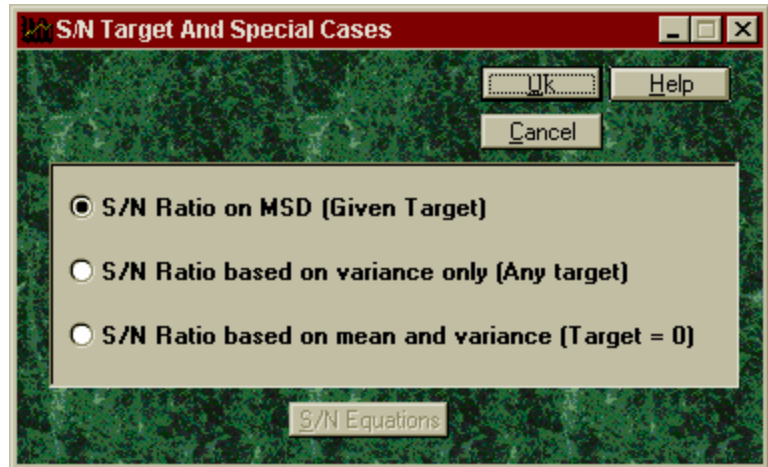 S/N Target And Special Cases
Ok Help
Cancel
S/N Ratio on MSD (Given Target)
S/N Ratio based on variance only (Any target)
S/N Ratio based on mean and variance (Target = 0)
S/N Equations